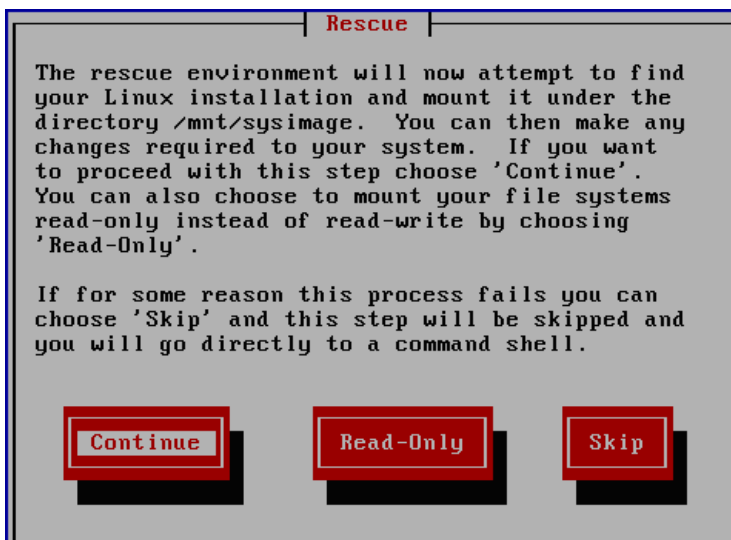 Rescue
The rescue environment will now attempt to find
your Linux installation and mount it under the
directory /mnt/sysimage.  You can then make any
changes required to your system.  If you want
to proceed with this step choose 'Continue'.
You can also choose to mount your file systems
read-only instead of read-write by choosing
'Read-Only'.
If for some reason this process fails you can
choose 'Skip' and this step will be skipped and
you will go directly to a command shell.
Continue Read-Only Skip